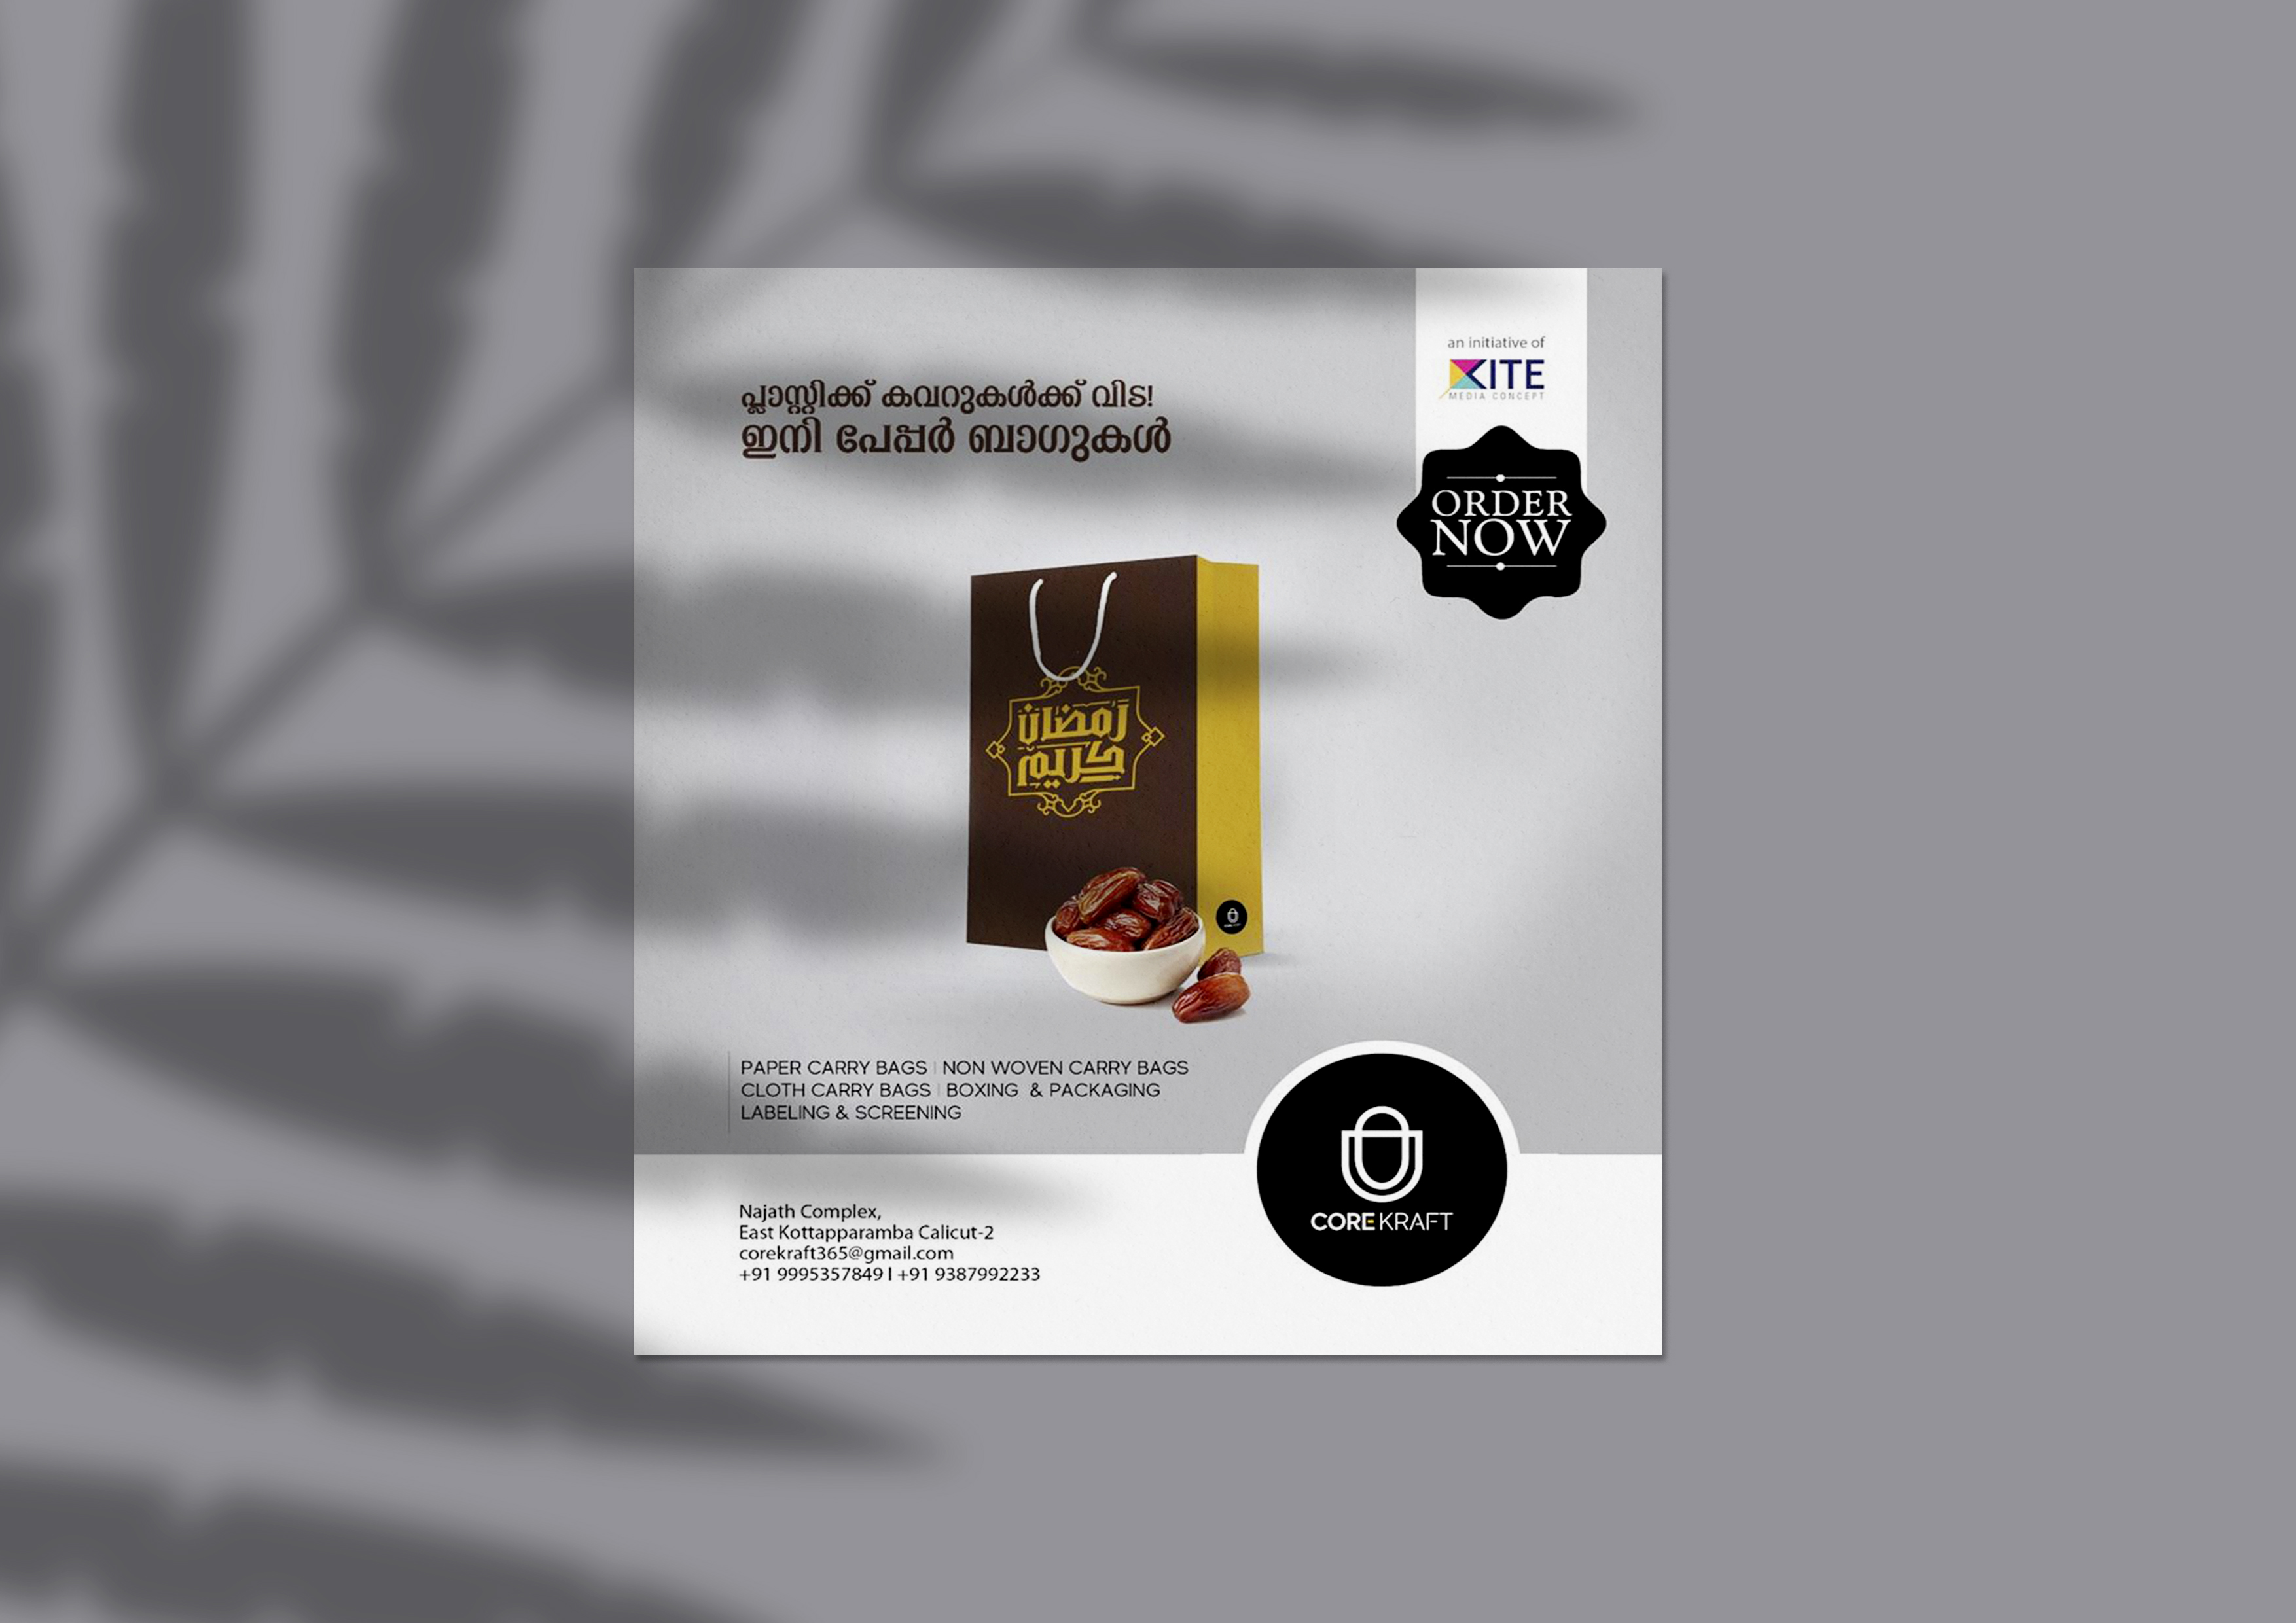 an initiative of
KITE
MEDIA CONCEPT
പ്ലാസ്റ്റിക്ക് കവറുകൾക്ക് വിട!
ഇനി പേപ്പർ ബാഗുകൾ
ORDER
NOW
رمضان
كريم
PAPER CARRY BAGS | NON WOVEN CARRY BAGS
CLOTH CARRY BAGS | BOXING & PACKAGING
LABELING & SCREENING
Najath Complex,
East Kottapparamba Calicut-2
corekraft365@gmail.com
+91 9995357849 l +91 9387992233
COREKRAFT